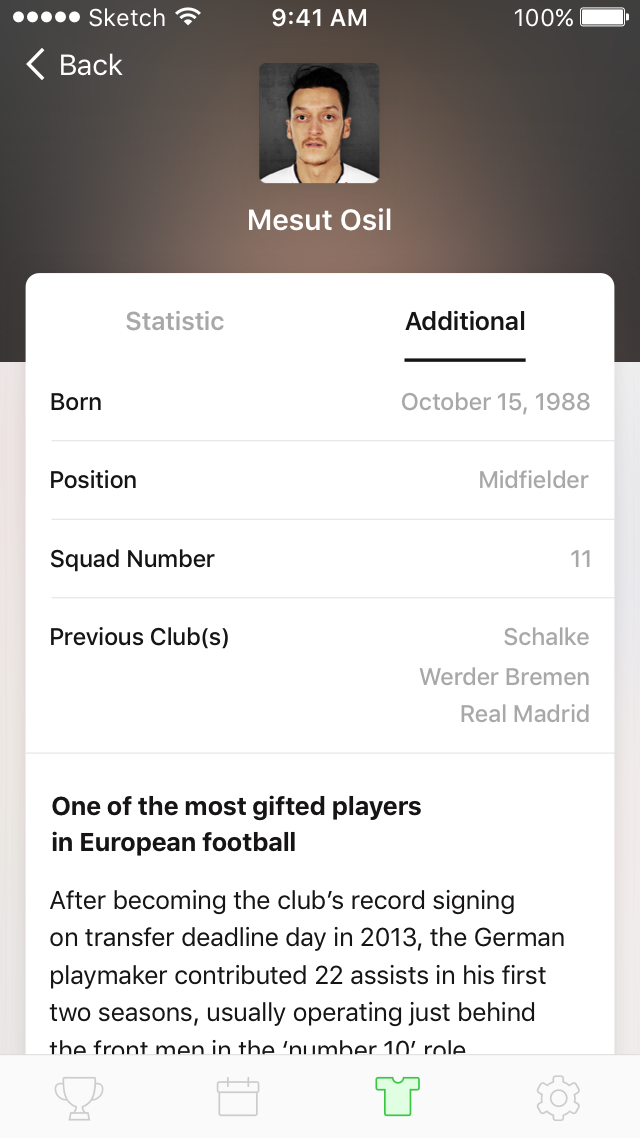 Sketch 9:41 AM 100%
Back
Mesut Osil
Statistic Additional
Born October 15, 1988
Position Midfielder
Squad Number 11
Previous Club(s) Schalke
Werder Bremen
Real Madrid
One of the most gifted players
in European football
After becoming the club’s record signing
on transfer deadline day in 2013, the German
playmaker contributed 22 assists in his first
two seasons, usually operating just behind
the front men in the ‘number 10’ role